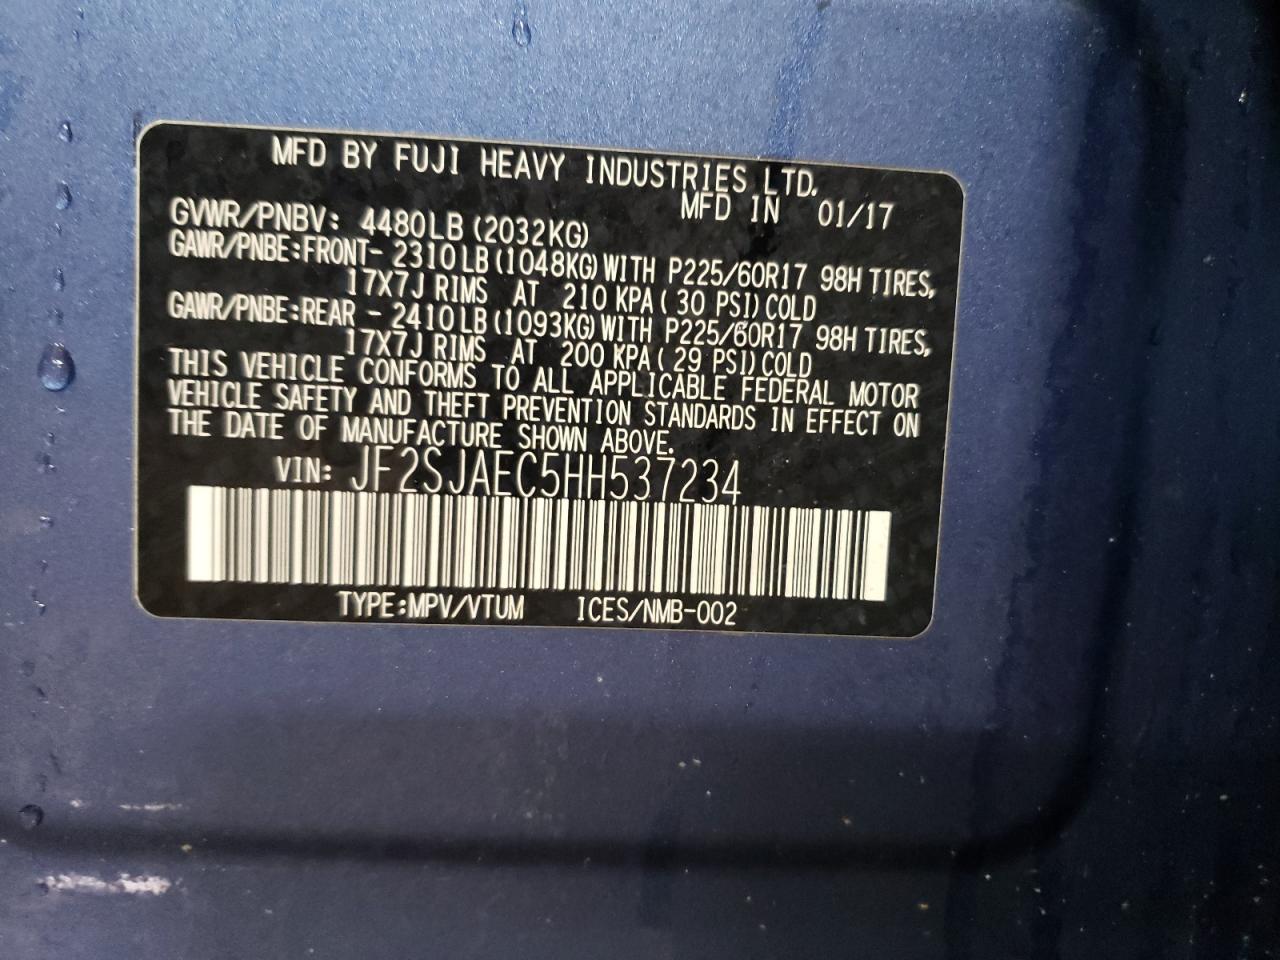 MFD BY FUJI HEAVY INDUSTRIES LTD.
MFD IN 01/17
GVWR/PNBV: 4480LB (2032KG)
GAWR/PNBE:FRONT- 2310LB (1048KG) WITH P225/60R17 98H TIRES,
17X7J RIMS AT 210 KPA ( 30 PSI) COLD
GAWR/PNBE:REAR - 2410LB (1093KG) WITH P225/60R17 98H TIRES,
17X7J RIMS AT 200 KPA ( 29 PSI) COLD
THIS VEHICLE CONFORMS TO ALL APPLICABLE FEDERAL MOTOR
VEHICLE SAFETY AND THEFT PREVENTION STANDARDS IN EFFECT ON
THE DATE OF MANUFACTURE SHOWN ABOVE.
VIN: JF2SJAEC5HH537234
TYPE:MPV/VTUM ICES/NMB-002